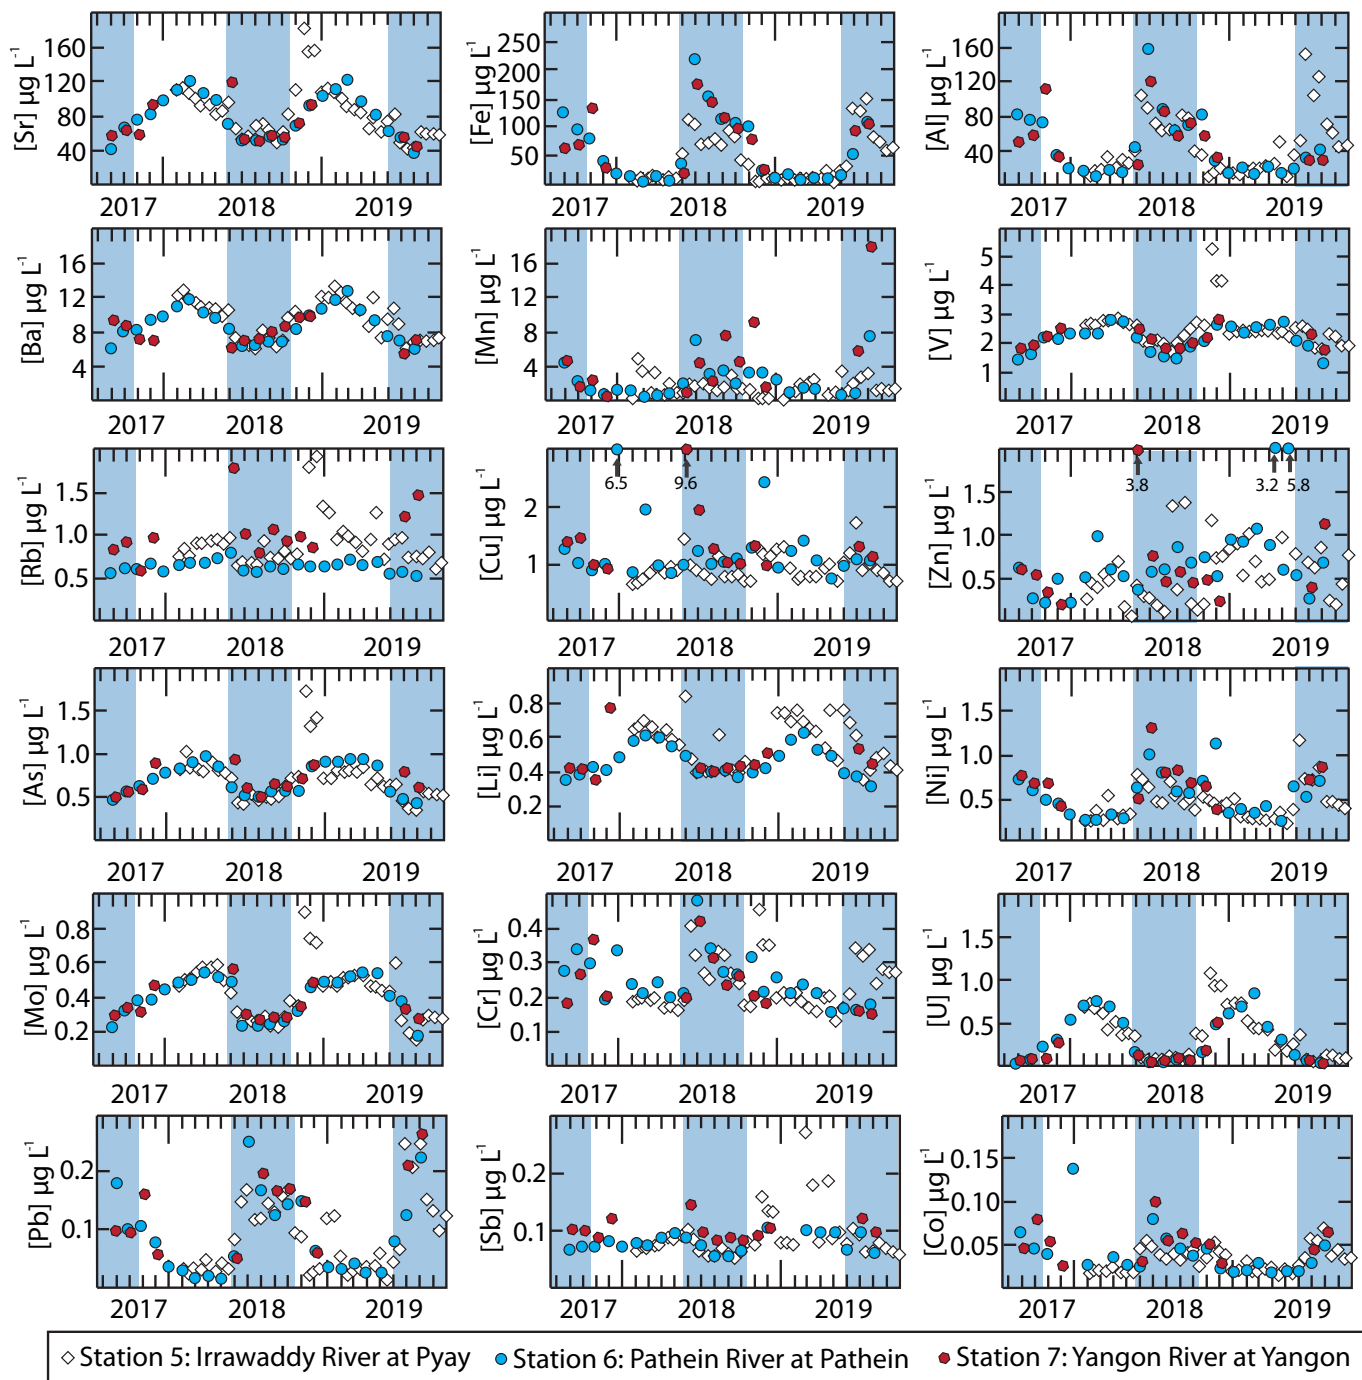 [Sr] µg L-1
160
120
80
40
2017 2018 2019
[Fe] µg L-1
250
200
150
100
50
2017 2018 2019
[Al] µg L-1
160
120
80
40
2017 2018 2019
[Ba] µg L-1
16
12
8
4
2017 2018 2019
[Mn] µg L-1
16
12
8
4
2017 2018 2019
[V] µg L-1
5
4
3
2
1
2017 2018 2019
[Rb] µg L-1
1.5
1.0
0.5
2017 2018 2019
[Cu] µg L-1
2
1
6.5 9.6
2017 2018 2019
[Zn] µg L-1
1.5
1.0
0.5
3.8 3.2 5.8
2017 2018 2019
[As] µg L-1
1.5
1.0
0.5
2017 2018 2019
[Li] µg L-1
0.8
0.6
0.4
0.2
2017 2018 2019
[Ni] µg L-1
1.5
1.0
0.5
2017 2018 2019
[Mo] µg L-1
0.8
0.6
0.4
0.2
2017 2018 2019
[Cr] µg L-1
0.4
0.3
0.2
0.1
2017 2018 2019
[U] µg L-1
1.5
1.0
0.5
2017 2018 2019
[Pb] µg L-1
0.2
0.1
2017 2018 2019
[Sb] µg L-1
0.2
0.1
2017 2018 2019
[Co] µg L-1
0.15
0.10
0.05
2017 2018 2019
Station 5: Irrawaddy River at Pyay Station 6: Pathein River at Pathein Station 7: Yangon River at Yangon